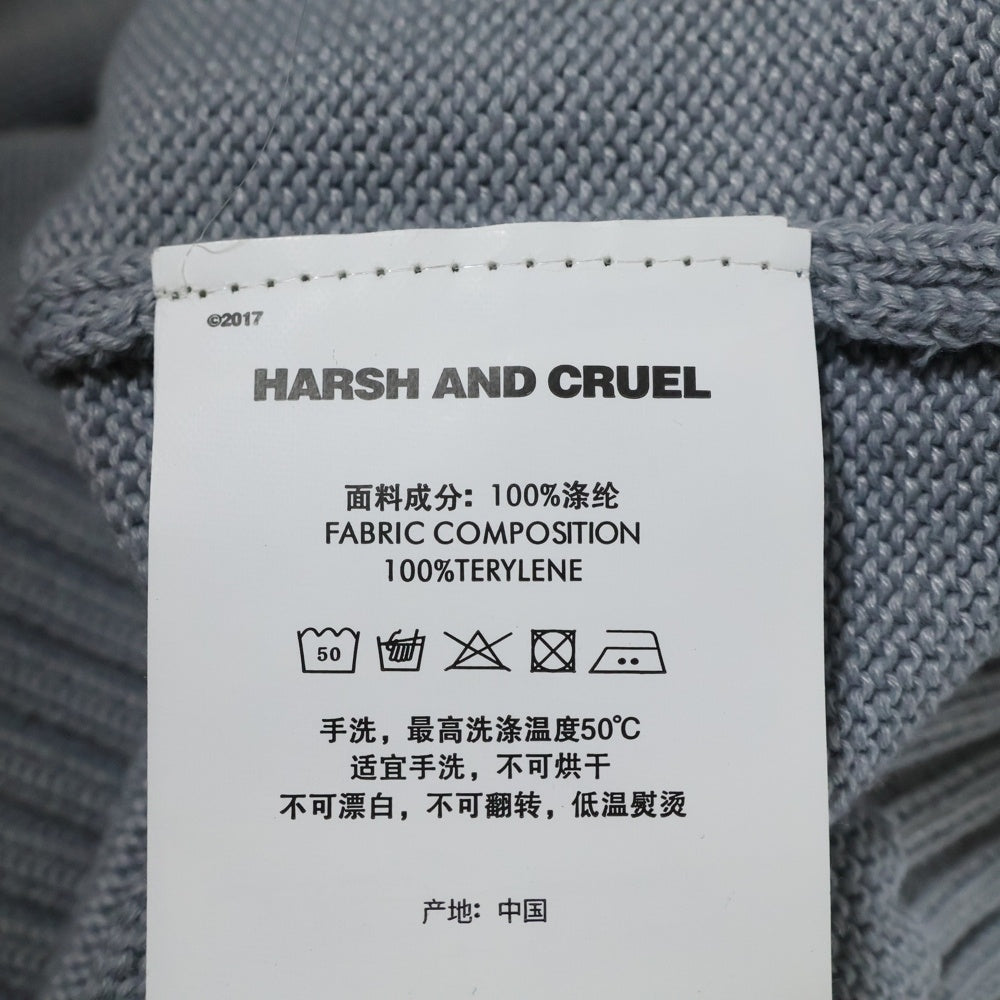 ©2017
HARSH AND CRUEL
面料成分：100%涤纶
FABRIC COMPOSITION
100%TERYLENE
50
手洗，最高洗涤温度50℃
适宜手洗，不可烘干
不可漂白，不可翻转，低温熨烫
产地：中国